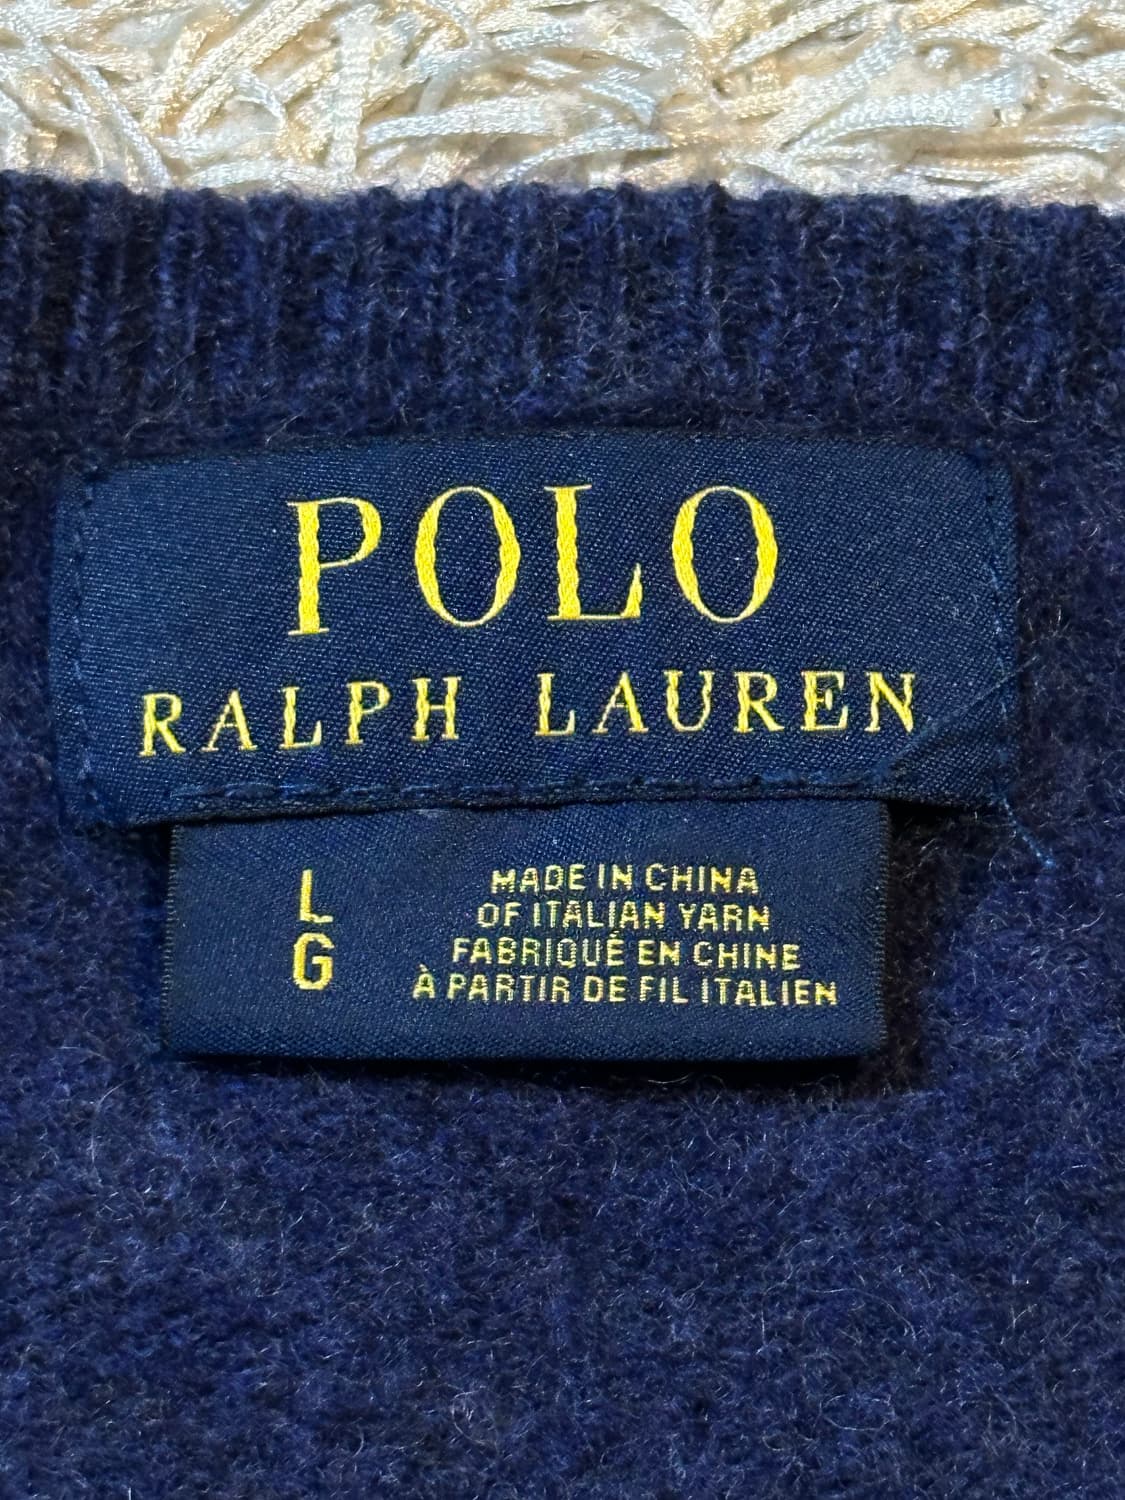 POLO
RALPH LAUREN
L
G
MADE IN CHINA
OF ITALIAN YARN
FABRIQUÉ EN CHINE
À PARTIR DE FIL ITALIEN